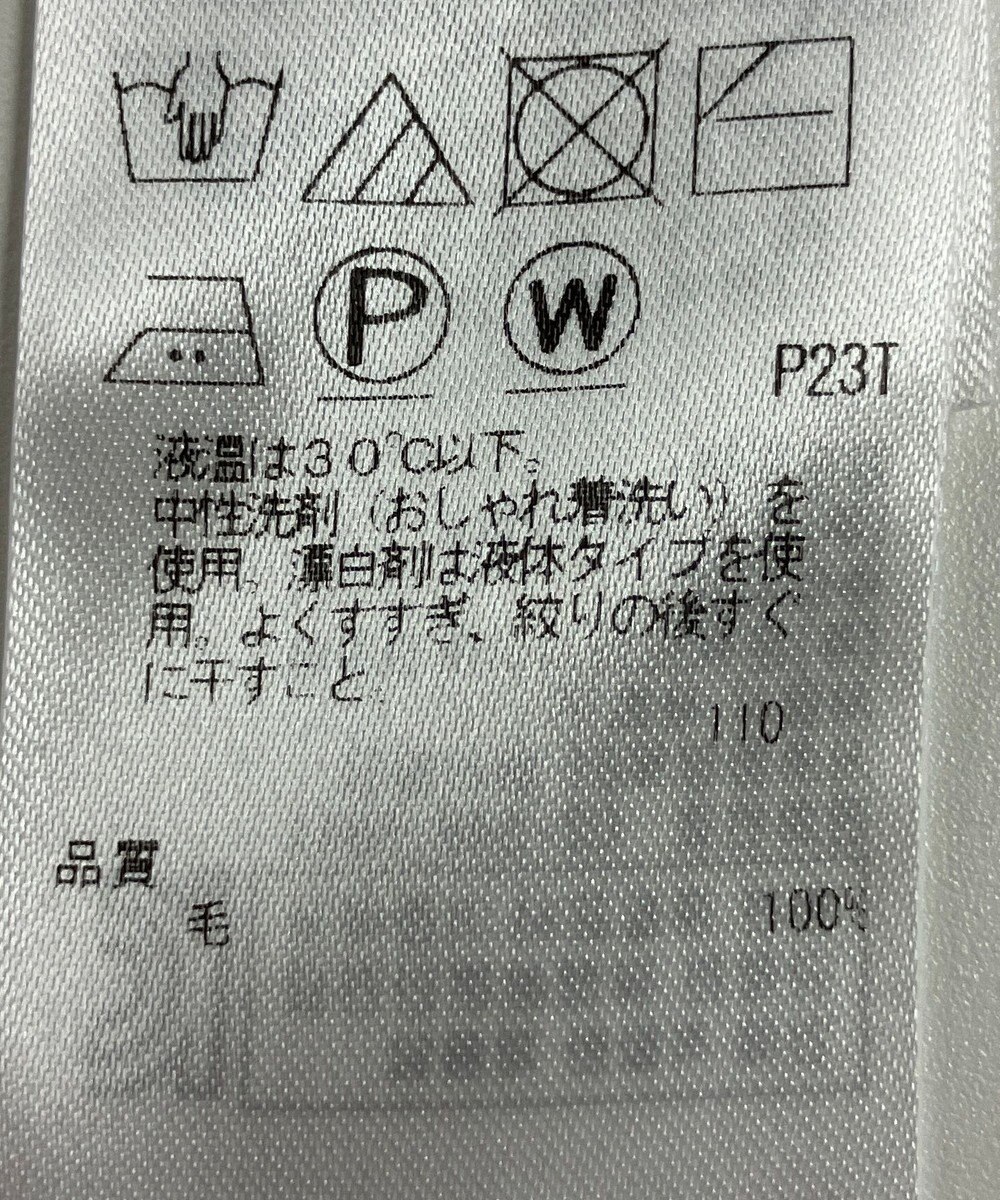 P
W
P23T
液温は30℃以下。
中性洗剤(おしゃれ着洗い)を
使用。漂白剤は液体タイプを使
用。よくすすぎ、絞りの後すぐ
に干すこと。
110
品質
毛 100%